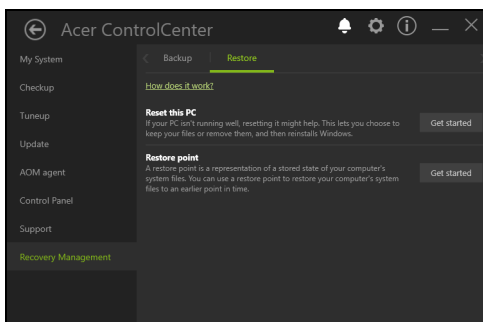 Acer ControlCenter
My System
Backup
Restore
Checkup
How does it work?
Tuneup
Reset this PC
If your PC isn't running well, resetting it might help. This lets you choose to
keep your files or remove them, and then reinstalls Windows.
Get started
Update
Restore point
A restore point is a representation of a stored state of your computer's
system files. You can use a restore point to restore your computer's system
files to an earlier point in time.
Get started
AOM agent
Control Panel
Support
Recovery Management